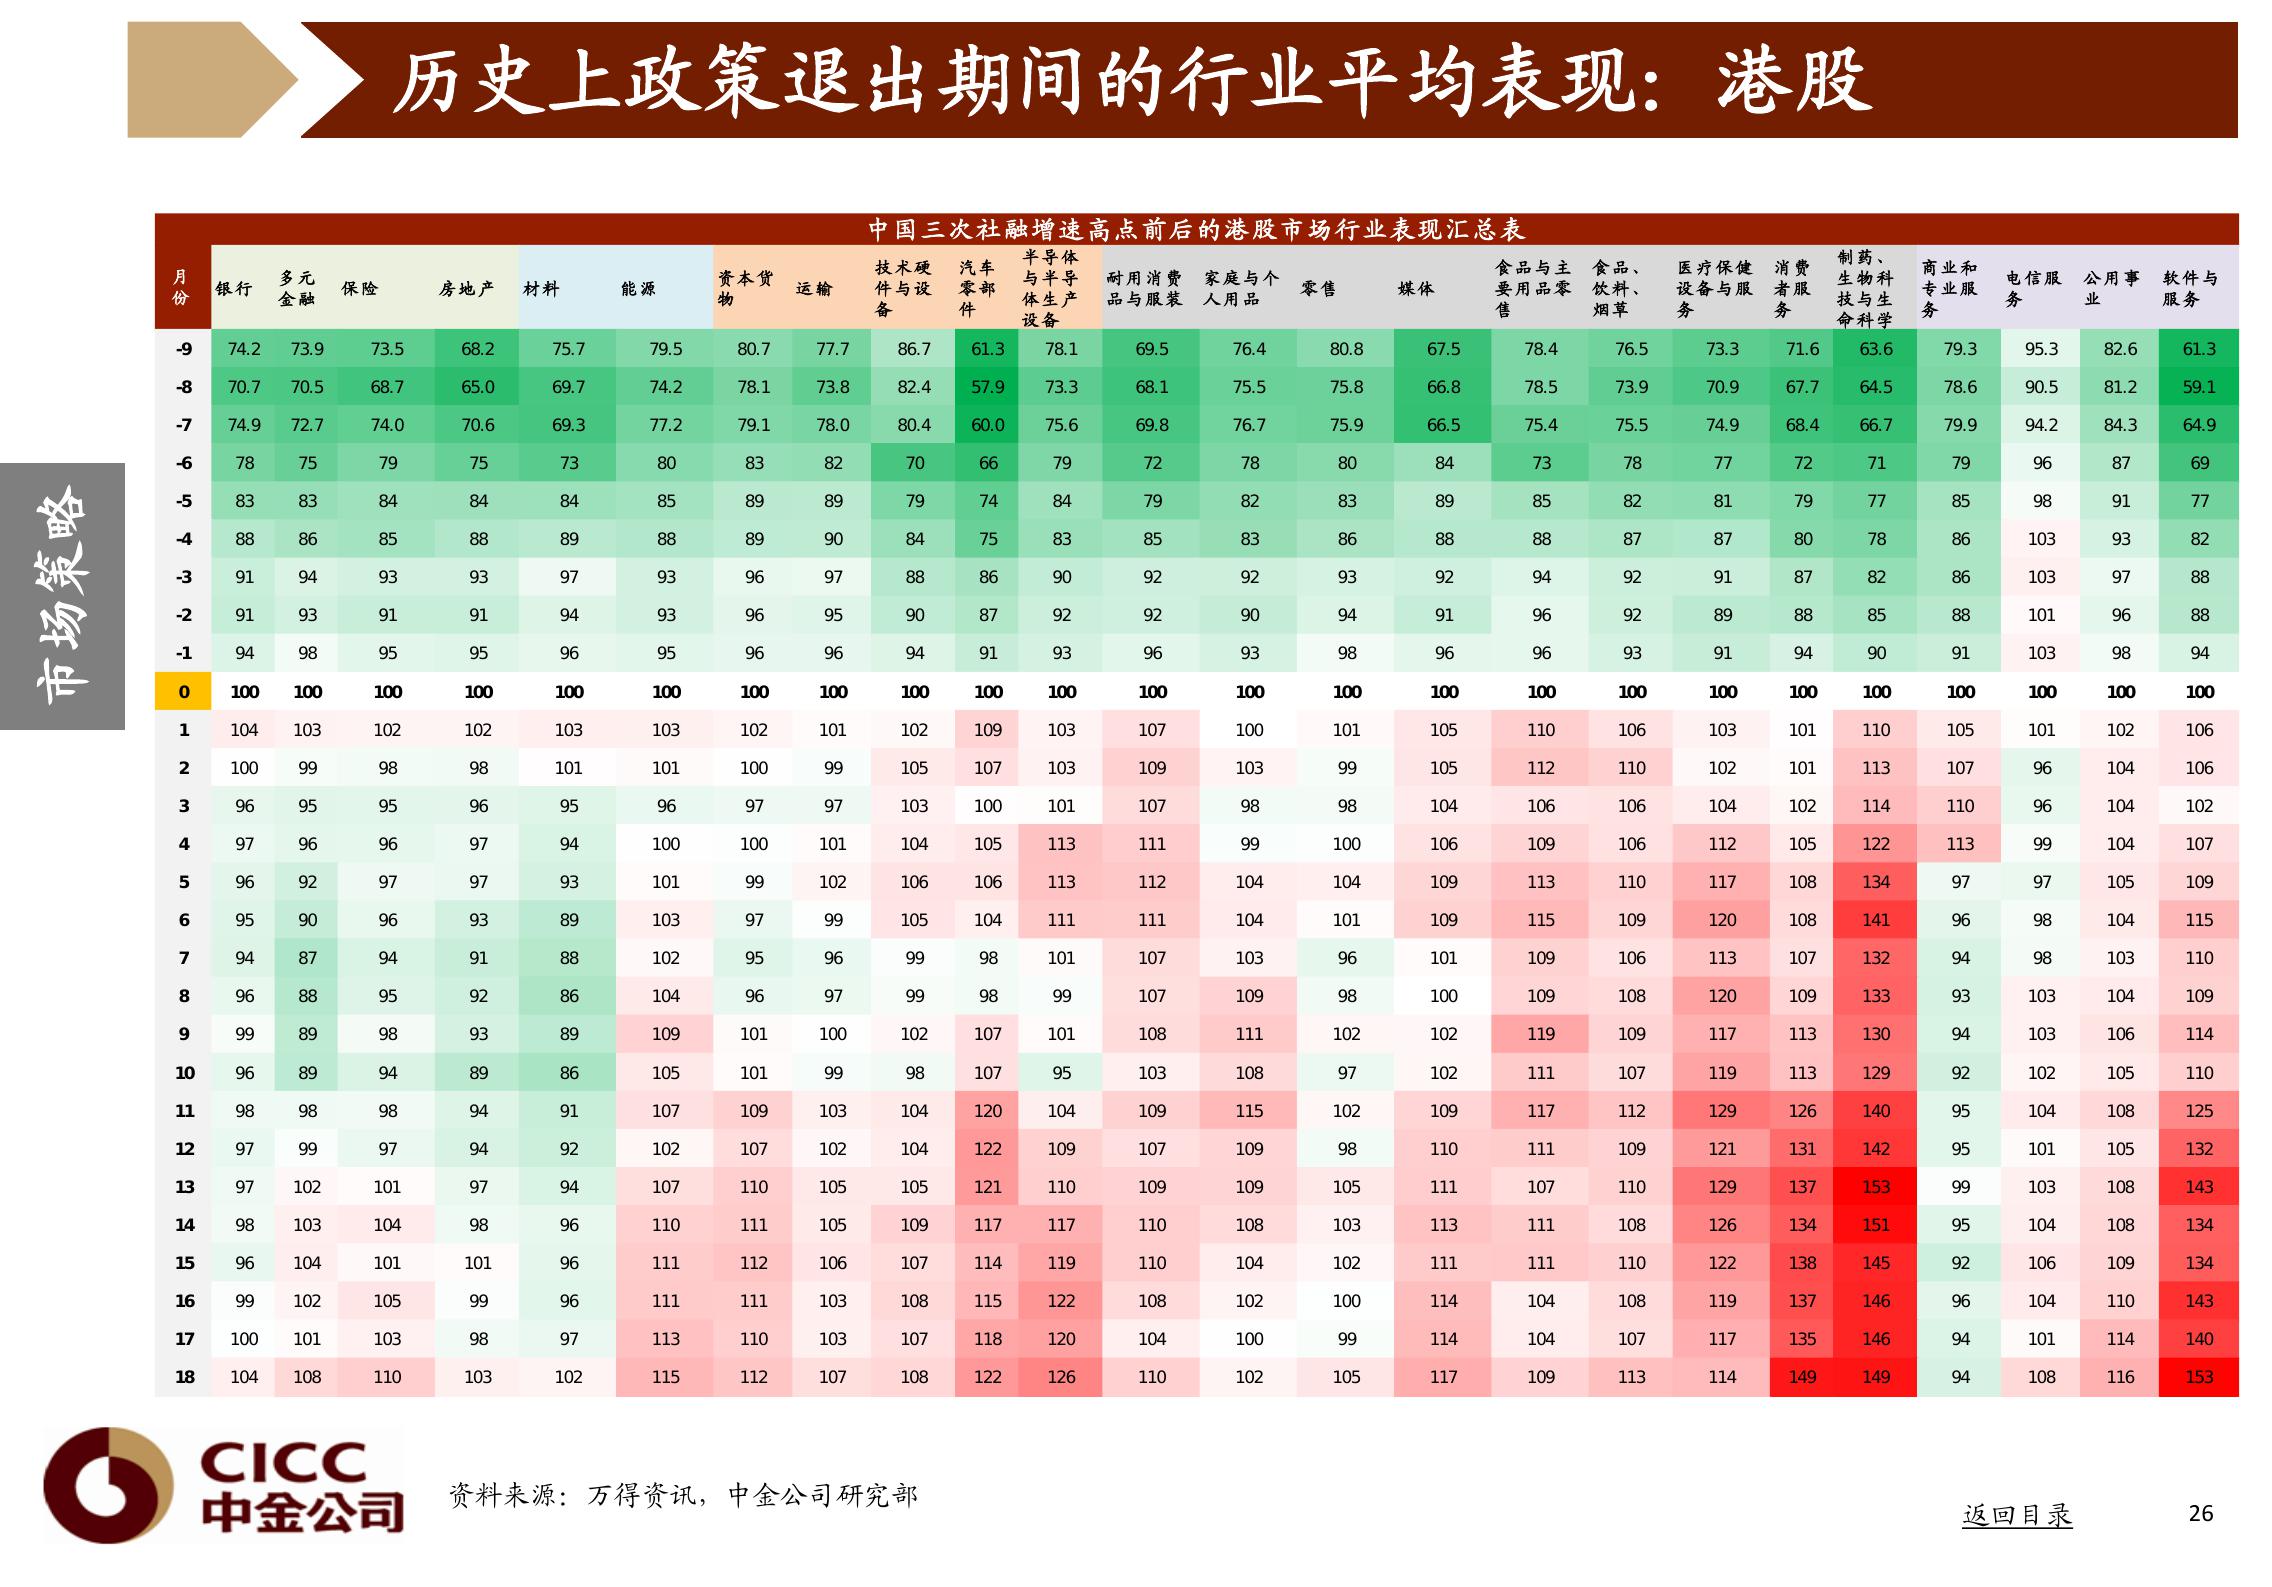 历史上政策退出期间的行业平均表现：港股
市场策略
中国三次社融增速高点前后的港股市场行业表现汇总表
月份 银行 多元金融 保险 房地产 材料 能源 资本货物 运输 技术硬件与设备 汽车零部件 半导体与半导体生产设备 耐用消费品与服装 家庭与个人用品 零售 媒体 食品与主要用品零售 食品、饮料、烟草 医疗保健设备与服务 消费者服务 制药、生物科技与生命科学 商业和专业服务 电信服务 公用事业 软件与服务
-9 74.2 73.9 73.5 68.2 75.7 79.5 80.7 77.7 86.7 61.3 78.1 69.5 76.4 80.8 67.5 78.4 76.5 73.3 71.6 63.6 79.3 95.3 82.6 61.3
-8 70.7 70.5 68.7 65.0 69.7 74.2 78.1 73.8 82.4 57.9 73.3 68.1 75.5 75.8 66.8 78.5 73.9 70.9 67.7 64.5 78.6 90.5 81.2 59.1
-7 74.9 72.7 74.0 70.6 69.3 77.2 79.1 78.0 80.4 60.0 75.6 69.8 76.7 75.9 66.5 75.4 75.5 74.9 68.4 66.7 79.9 94.2 84.3 64.9
-6 78 75 79 75 73 80 83 82 70 66 79 72 78 80 84 73 78 77 72 71 79 96 87 69
-5 83 83 84 84 84 85 89 89 79 74 84 79 82 83 89 85 82 81 79 77 85 98 91 77
-4 88 86 85 88 89 88 89 90 84 75 83 85 83 86 88 88 87 87 80 78 86 103 93 82
-3 91 94 93 93 97 93 96 97 88 86 90 92 92 93 92 94 92 91 87 82 86 103 97 88
-2 91 93 91 91 94 93 96 95 90 87 92 92 90 94 91 96 92 89 88 85 88 101 96 88
-1 94 98 95 95 96 95 96 96 94 91 93 96 93 98 96 96 93 91 94 90 91 103 98 94
0 100 100 100 100 100 100 100 100 100 100 100 100 100 100 100 100 100 100 100 100 100 100 100 100
1 104 103 102 102 103 103 102 101 102 109 103 107 100 101 105 110 106 103 101 110 105 101 102 106
2 100 99 98 98 101 101 100 99 105 107 103 109 103 99 105 112 110 102 101 113 107 96 104 106
3 96 95 95 96 95 96 97 97 103 100 101 107 98 98 104 106 106 104 102 114 110 96 104 102
4 97 96 96 97 94 100 100 101 104 105 113 111 99 100 106 109 106 112 105 122 113 99 104 107
5 96 92 97 97 93 101 99 102 106 106 113 112 104 104 109 113 110 117 108 134 97 97 105 109
6 95 90 96 93 89 103 97 99 105 104 111 111 104 101 109 115 109 120 108 141 96 98 104 115
7 94 87 94 91 88 102 95 96 99 98 101 107 103 96 101 109 106 113 107 132 94 98 103 110
8 96 88 95 92 86 104 96 97 99 98 99 107 109 98 100 109 108 120 109 133 93 103 104 109
9 99 89 98 93 89 109 101 100 102 107 101 108 111 102 102 119 109 117 113 130 94 103 106 114
10 96 89 94 89 86 105 101 99 98 107 95 103 108 97 102 111 107 119 113 129 92 102 105 110
11 98 98 98 94 91 107 109 103 104 120 104 109 115 102 109 117 112 129 126 140 95 104 108 125
12 97 99 97 94 92 102 107 102 104 122 109 107 109 98 110 111 109 121 131 142 95 101 105 132
13 97 102 101 97 94 107 110 105 105 121 110 109 109 105 111 107 110 129 137 153 99 103 108 143
14 98 103 104 98 96 110 111 105 109 117 117 110 108 103 113 111 108 126 134 151 95 104 108 134
15 96 104 101 101 96 111 112 106 107 114 119 110 104 102 111 111 110 122 138 145 92 106 109 134
16 99 102 105 99 96 111 111 103 108 115 122 108 102 100 114 104 108 119 137 146 96 104 110 143
17 100 101 103 98 97 113 110 103 107 118 120 104 100 99 114 104 107 117 135 146 94 101 114 140
18 104 108 110 103 102 115 112 107 108 122 126 110 102 105 117 109 113 114 149 149 94 108 116 153
CICC
中金公司
资料来源：万得资讯，中金公司研究部
返回目录
26